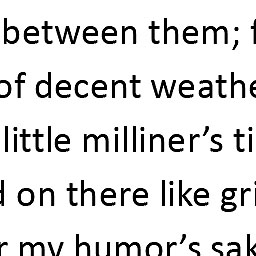 between them; f
of decent weathe
little milliner’s ti
d on there like gri
r my humor’s sak